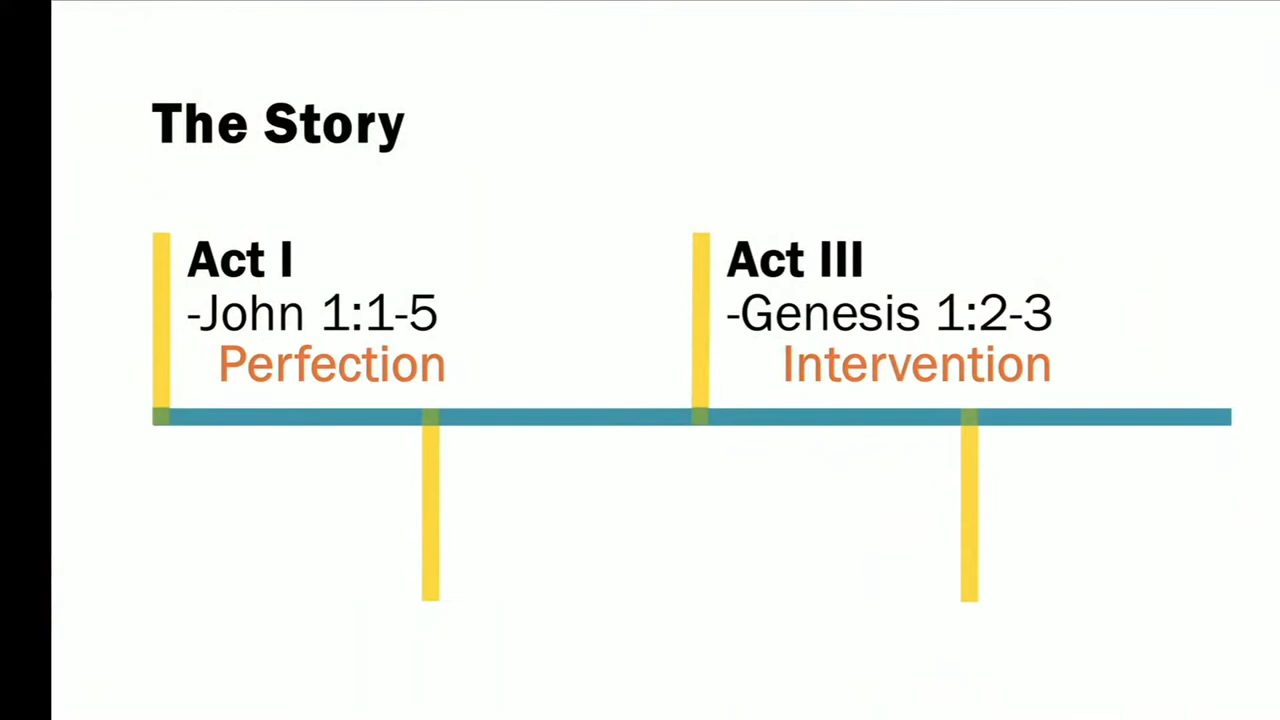 The Story
Act I
-John 1:1-5
Perfection
Act III
-Genesis 1:2-3
Intervention